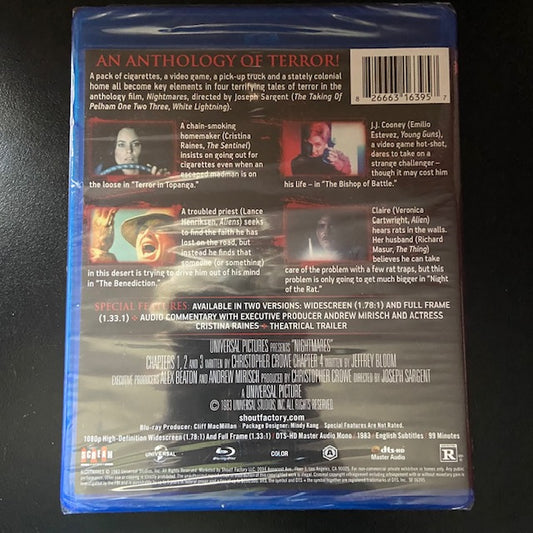 AN ANTHOLOGY OF TERROR!
A pack of cigarettes, a video game, a pick-up truck and a stately colonial
home all become key elements in four terrifying tales of terror in the
anthology film, Nightmares, directed by Joseph Sargent (The Taking Of
Pelham One Two Three, White Lightning).
8 26663 16395 7
A chain-smoking
homemaker (Cristina
Raines, The Sentinel)
insists on going out for
cigarettes even when an
escaped madman is on
the loose in "Terror in Topanga."
J.J. Cooney (Emilio
Estevez, Young Guns),
a video game hot-shot,
dares to take on a
strange challenge –
though it may cost him
his life – in "The Bishop of Battle."
A troubled priest (Lance
Henriksen, Aliens) seeks
to find the faith he has
lost on the road, but
instead he finds that
someone (or something)
in this desert is trying to drive him out of his mind
in "The Benediction."
Claire (Veronica
Cartwright, Alien)
hears rats in the walls.
Her husband (Richard
Masur, The Thing)
believes he can take
care of the problem with a few rat traps, but this
problem is only going to get much bigger in "Night
of the Rat."
SPECIAL FEATURES: AVAILABLE IN TWO VERSIONS: WIDESCREEN (1.78:1) AND FULL FRAME
(1.33.1) + AUDIO COMMENTARY WITH EXECUTIVE PRODUCER ANDREW MIRISCH AND ACTRESS
CRISTINA RAINES + THEATRICAL TRAILER
UNIVERSAL PICTURES PRESENTS "NIGHTMARES"
CHAPTERS 1, 2 AND 3 WRITTEN BY CHRISTOPHER CROWE CHAPTER 4 WRITTEN BY JEFFREY BLOOM
EXECUTIVE PRODUCERS ALEX BEATON AND ANDREW MIRISCH PRODUCED BY CHRISTOPHER CROWE DIRECTED BY JOSEPH SARGENT
A UNIVERSAL PICTURE
© 1983 UNIVERSAL STUDIOS, INC. ALL RIGHTS RESERVED.
shoutfactory.com
Blu-ray Producer: Cliff MacMillan • Package Designer: Mindy Kang • Special Features Are Not Rated.
1080p High-Definition Widescreen (1.78:1) And Full Frame (1.33:1) | DTS-HD Master Audio Mono | 1983 | English Subtitles | 99 Minutes
SCREAM
UNIVERSAL
Blu-ray Disc
COLOR
A
dts-HD
Master Audio
R